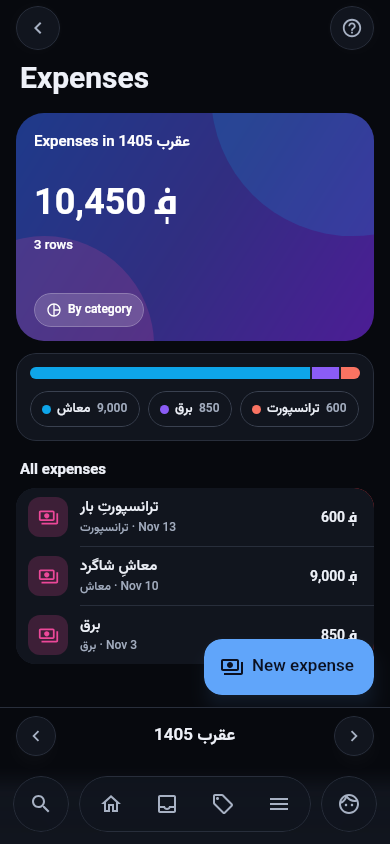 Expenses
Expenses in 1405 عقرب
10,450 ؋
3 rows
By category
معاش 9,000
برق 850
ترانسپورت 600
All expenses
ترانسپورتِ بار
600 ؋
ترانسپورت · Nov 13
معاشِ شاگرد
9,000 ؋
معاش · Nov 10
برق
850 ؋
برق · Nov 3
New expense
عقرب 1405